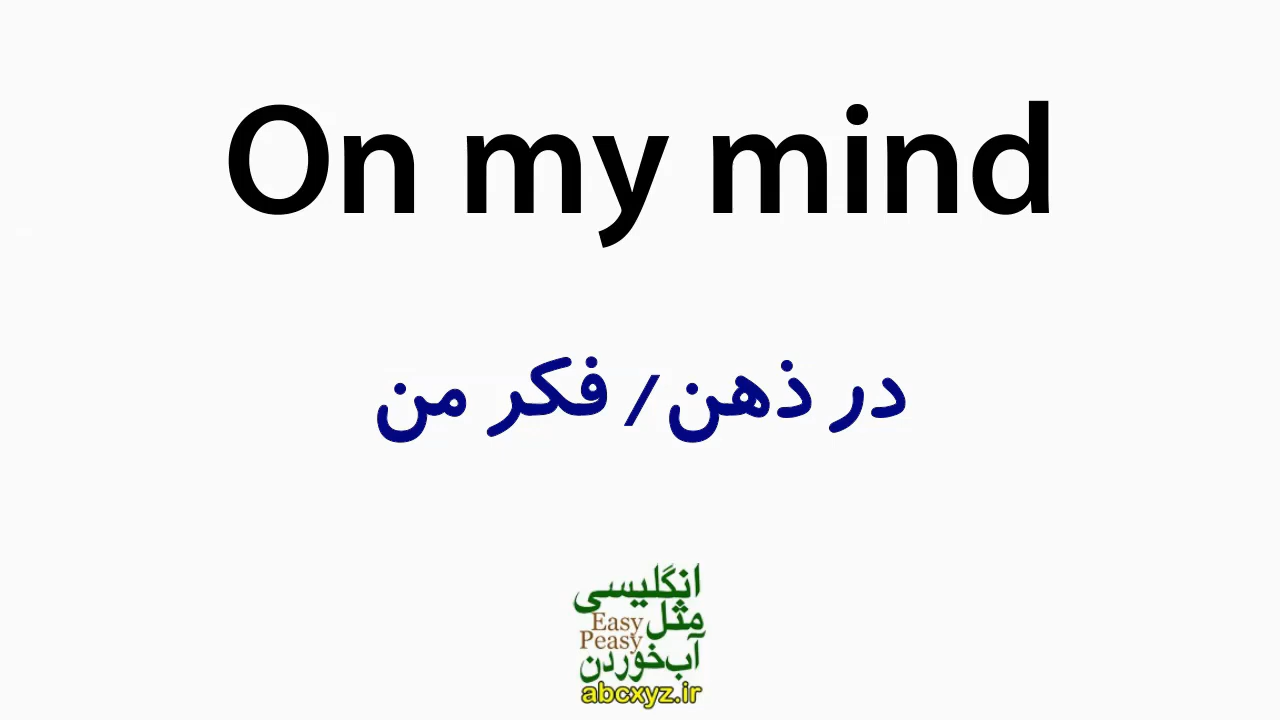 On my mind
در ذهن/ فکر من
انگلیسی
مثل Easy
Peasy
آب‌خوردن
abcxyz.ir